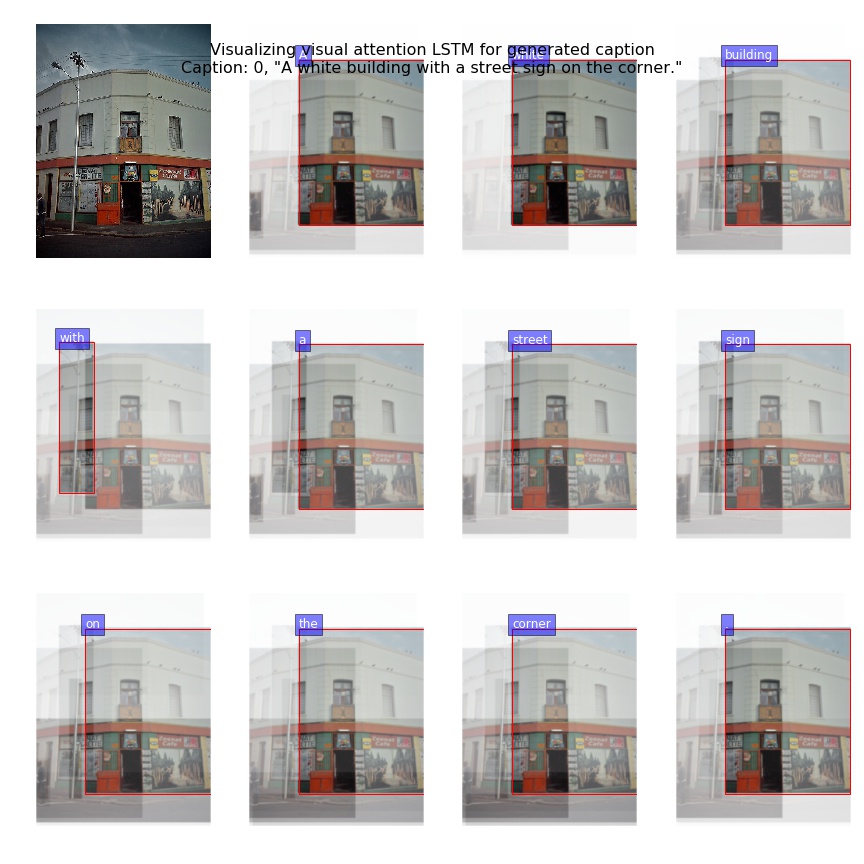 Visualizing visual attention LSTM for generated caption
Caption: 0, "A white building with a street sign on the corner."
A
white
building
with
a
street
sign
on
the
corner
.